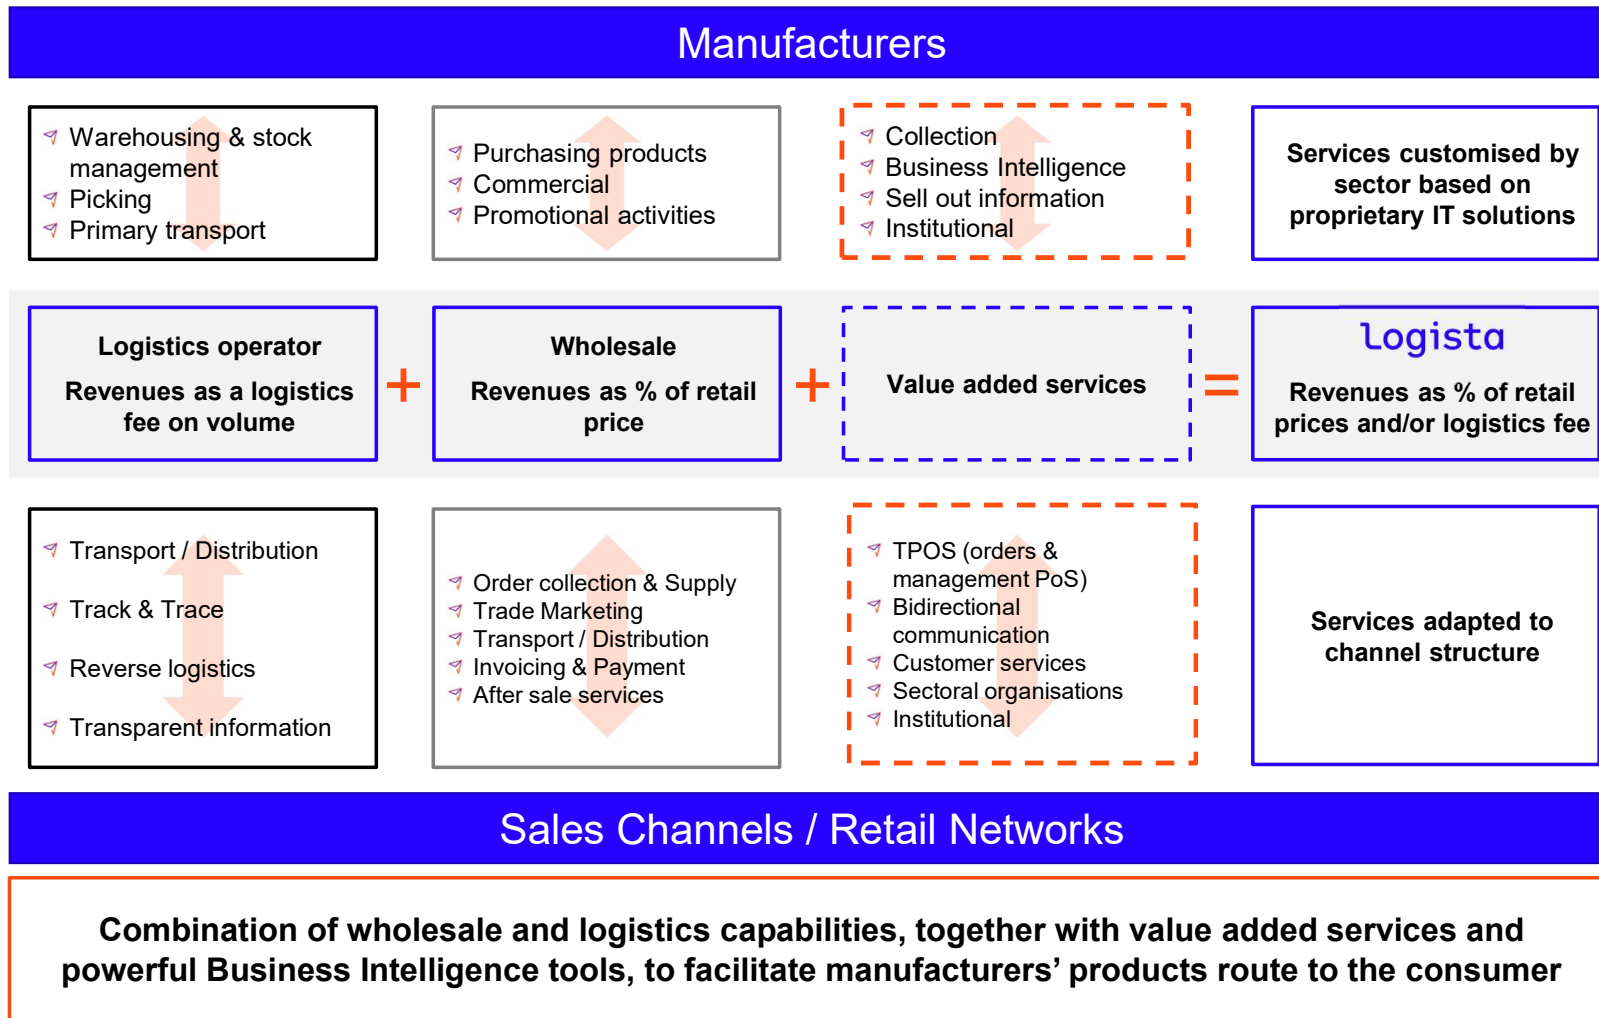 Manufacturers
Warehousing & stock
management
Picking
Primary transport
Purchasing products
Commercial
Promotional activities
Collection
Business Intelligence
Sell out information
Institutional
Services customised by
sector based on
proprietary IT solutions
Logistics operator
Revenues as a logistics
fee on volume
+
Wholesale
Revenues as % of retail
price
+
Value added services
=
logista
Revenues as % of retail
prices and/or logistics fee
Transport / Distribution
Track & Trace
Reverse logistics
Transparent information
Order collection & Supply
Trade Marketing
Transport / Distribution
Invoicing & Payment
After sale services
TPOS (orders &
management PoS)
Bidirectional
communication
Customer services
Sectoral organisations
Institutional
Services adapted to
channel structure
Sales Channels / Retail Networks
Combination of wholesale and logistics capabilities, together with value added services and
powerful Business Intelligence tools, to facilitate manufacturers’ products route to the consumer